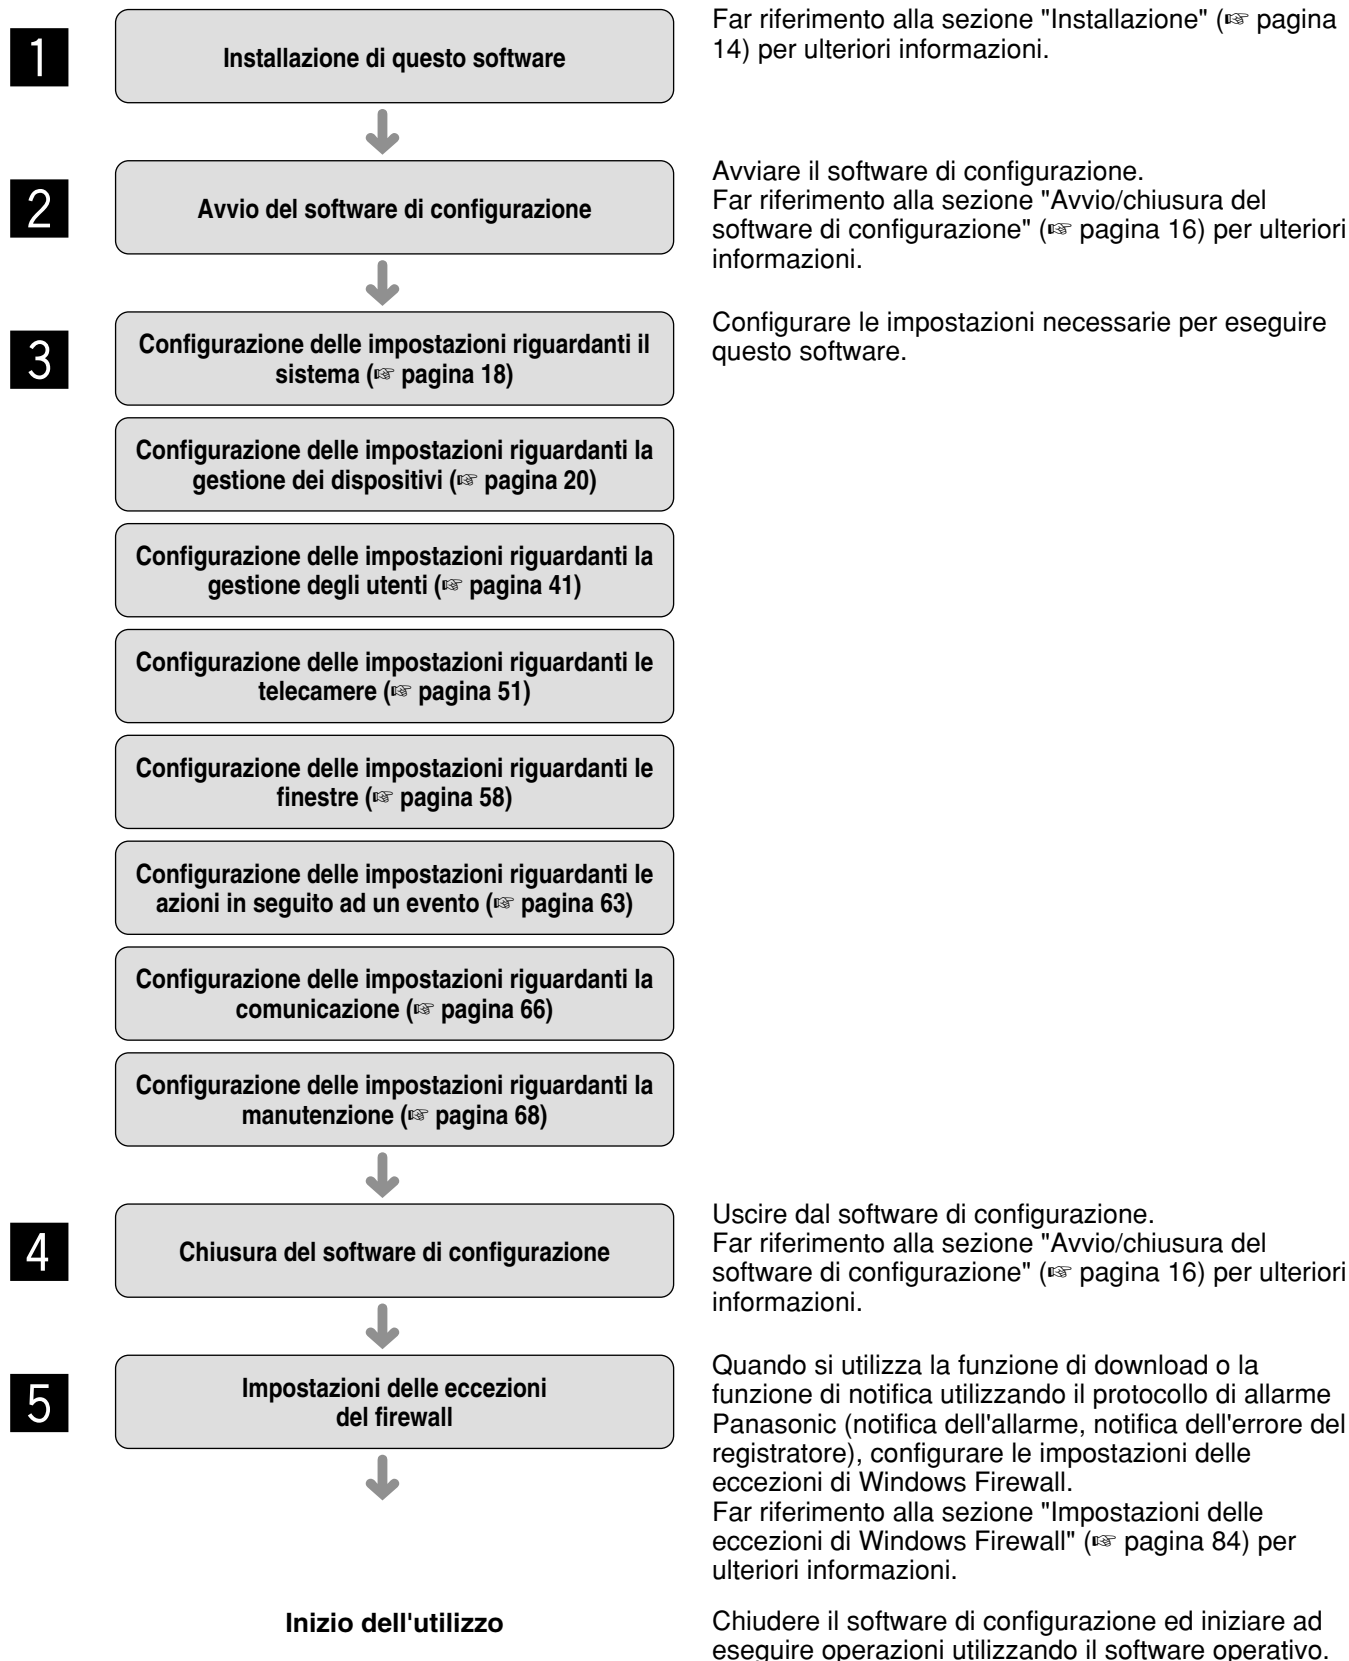 1
Installazione di questo software
Far riferimento alla sezione "Installazione" (☞ pagina
14) per ulteriori informazioni.
2
Avvio del software di configurazione
Avviare il software di configurazione.
Far riferimento alla sezione "Avvio/chiusura del
software di configurazione" (☞ pagina 16) per ulteriori
informazioni.
3
Configurazione delle impostazioni riguardanti il
sistema (☞ pagina 18)
Configurare le impostazioni necessarie per eseguire
questo software.
Configurazione delle impostazioni riguardanti la
gestione dei dispositivi (☞ pagina 20)
Configurazione delle impostazioni riguardanti la
gestione degli utenti (☞ pagina 41)
Configurazione delle impostazioni riguardanti le
telecamere (☞ pagina 51)
Configurazione delle impostazioni riguardanti le
finestre (☞ pagina 58)
Configurazione delle impostazioni riguardanti le
azioni in seguito ad un evento (☞ pagina 63)
Configurazione delle impostazioni riguardanti la
comunicazione (☞ pagina 66)
Configurazione delle impostazioni riguardanti la
manutenzione (☞ pagina 68)
4
Chiusura del software di configurazione
Uscire dal software di configurazione.
Far riferimento alla sezione "Avvio/chiusura del
software di configurazione" (☞ pagina 16) per ulteriori
informazioni.
5
Impostazioni delle eccezioni
del firewall
Quando si utilizza la funzione di download o la
funzione di notifica utilizzando il protocollo di allarme
Panasonic (notifica dell'allarme, notifica dell'errore del
registratore), configurare le impostazioni delle
eccezioni di Windows Firewall.
Far riferimento alla sezione "Impostazioni delle
eccezioni di Windows Firewall" (☞ pagina 84) per
ulteriori informazioni.
Inizio dell'utilizzo
Chiudere il software di configurazione ed iniziare ad
eseguire operazioni utilizzando il software operativo.